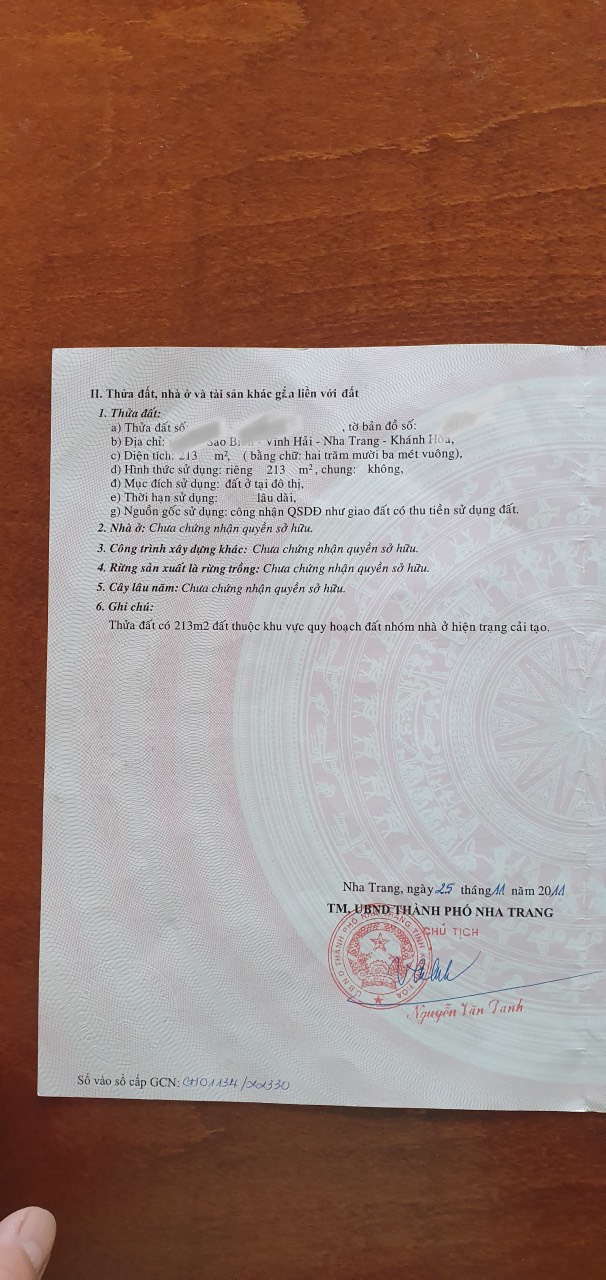 II. Thửa đất, nhà ở và tài sản khác gắn liền với đất
1. Thửa đất:
a) Thửa đất số: , tờ bản đồ số:
b) Địa chỉ: - Vĩnh Hải - Nha Trang - Khánh Hòa,
c) Diện tích: 213 m², ( bằng chữ: hai trăm mười ba mét vuông),
d) Hình thức sử dụng: riêng 213 m², chung: không,
đ) Mục đích sử dụng: đất ở tại đô thị,
e) Thời hạn sử dụng: lâu dài,
g) Nguồn gốc sử dụng: công nhận QSDĐ như giao đất có thu tiền sử dụng đất.
2. Nhà ở: Chưa chứng nhận quyền sở hữu.
3. Công trình xây dựng khác: Chưa chứng nhận quyền sở hữu.
4. Rừng sản xuất là rừng trồng: Chưa chứng nhận quyền sở hữu.
5. Cây lâu năm: Chưa chứng nhận quyền sở hữu.
6. Ghi chú:
Thửa đất có 213m2 đất thuộc khu vực quy hoạch đất nhóm nhà ở hiện trạng cải tạo.
Nha Trang, ngày 25 tháng 11 năm 2011
TM. UBND THÀNH PHÓ NHA TRANG
CHỦ TỊCH
Nguyễn Văn Danh
Số vào sổ cấp GCN: CH01134/22330